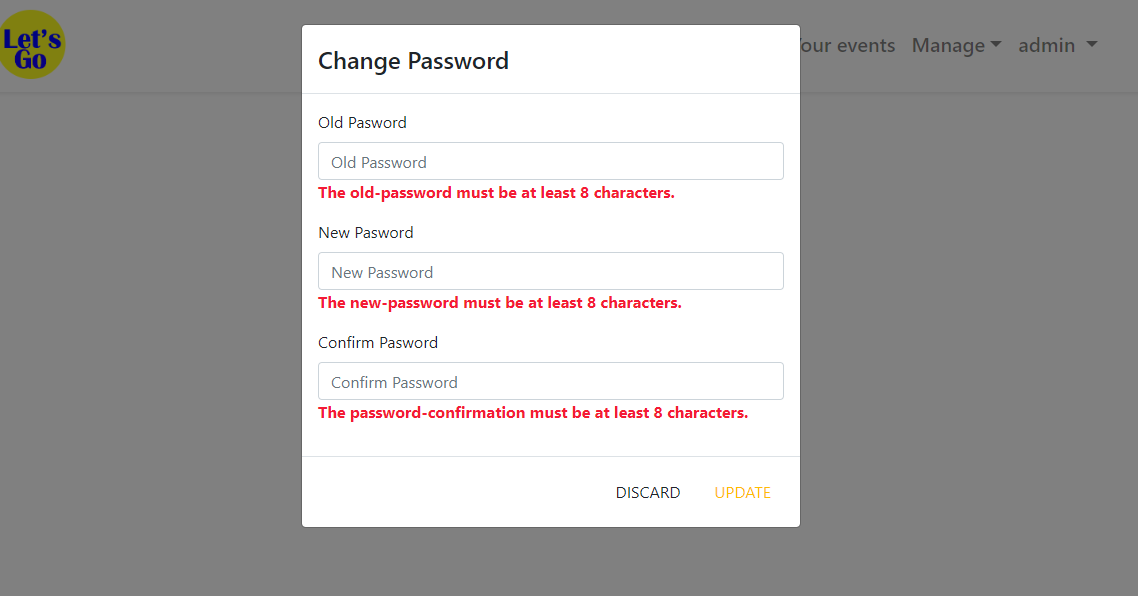 Let's
Go
Your events Manage admin
Change Password
Old Pasword
Old Password
The old-password must be at least 8 characters.
New Pasword
New Password
The new-password must be at least 8 characters.
Confirm Pasword
Confirm Password
The password-confirmation must be at least 8 characters.
DISCARD UPDATE